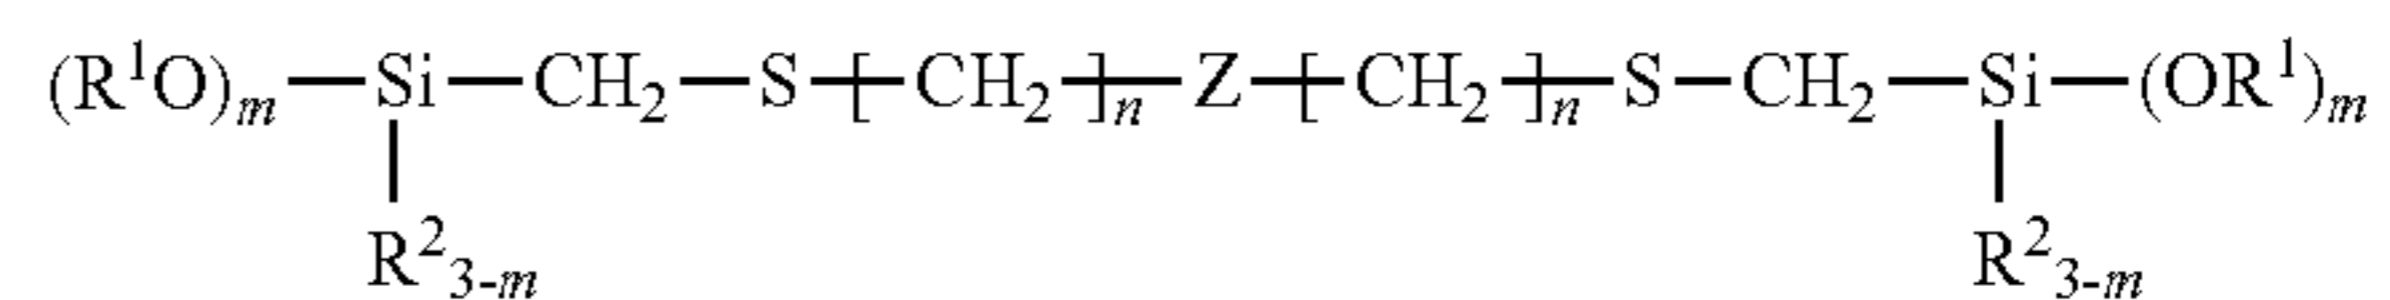 (R¹O)ₘ—Si—CH₂—S—[CH₂]ₙ—Z—[CH₂]ₙ—S—CH₂—Si—(OR¹)ₘ
R²₃₋ₘ R²₃₋ₘ